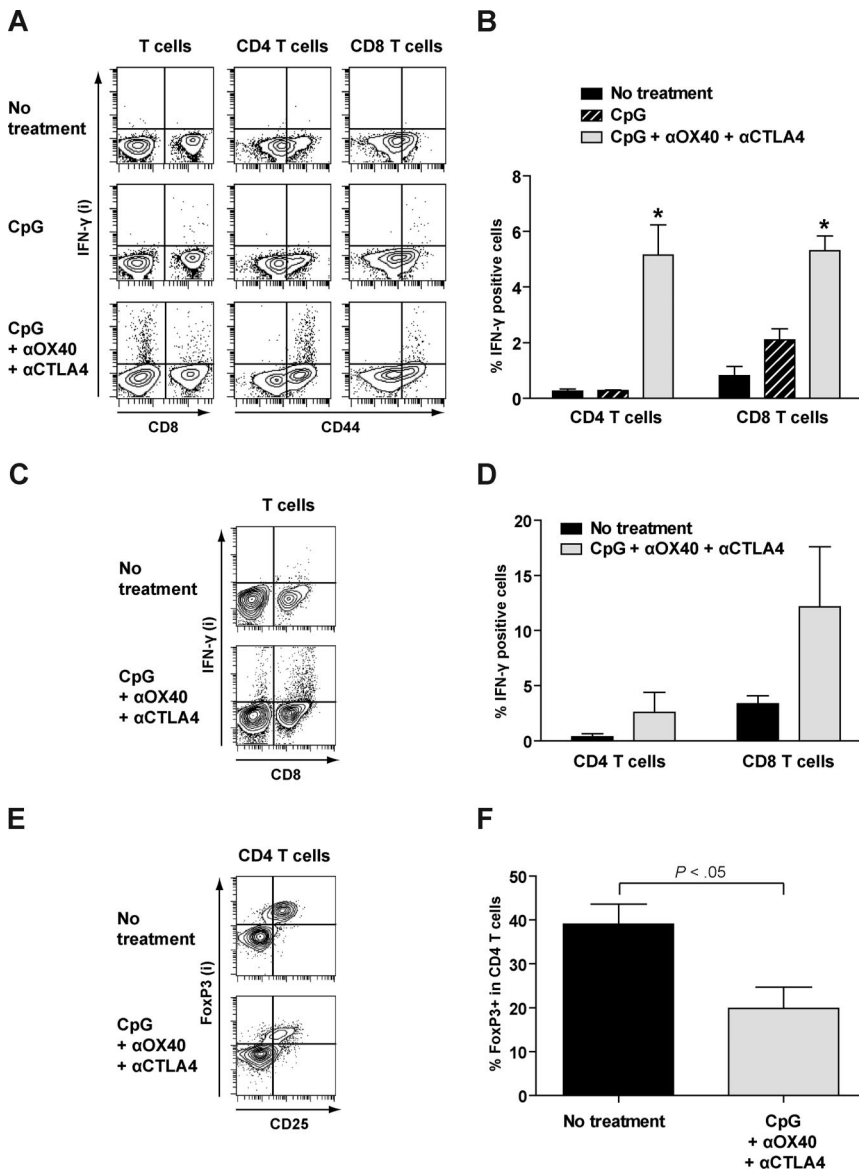 A
T cells
CD4 T cells
CD8 T cells
No
treatment
CpG
CpG
+ αOX40
+ αCTLA4
IFN-γ (i)
CD8
CD44
B
No treatment
CpG
CpG + αOX40 + αCTLA4
% IFN-γ positive cells
8
6
4
2
0
*
*
CD4 T cells
CD8 T cells
C
T cells
No
treatment
CpG
+ αOX40
+ αCTLA4
IFN-γ (i)
CD8
D
No treatment
CpG + αOX40 + αCTLA4
% IFN-γ positive cells
20
15
10
5
0
CD4 T cells
CD8 T cells
E
CD4 T cells
No
treatment
CpG
+ αOX40
+ αCTLA4
FoxP3 (i)
CD25
F
P < .05
% FoxP3+ in CD4 T cells
50
40
30
20
10
0
No treatment
CpG
+ αOX40
+ αCTLA4